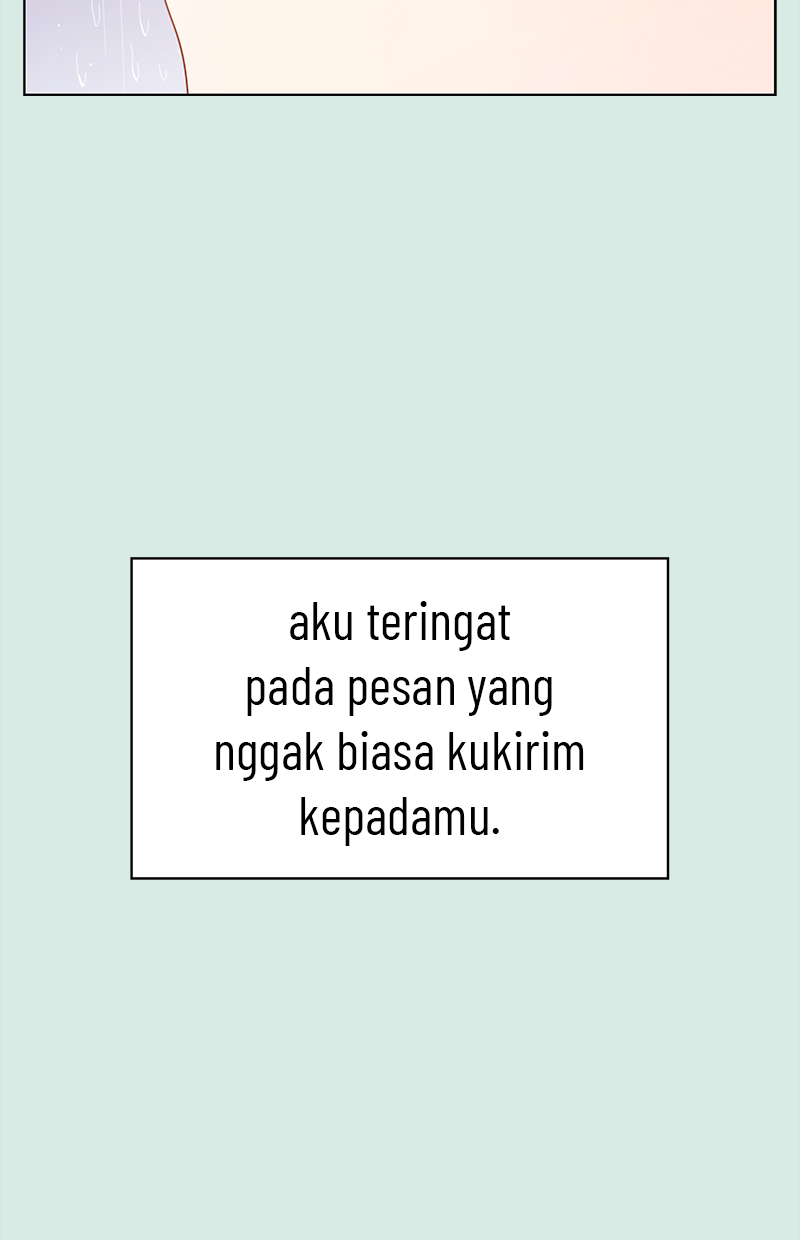 aku teringat
pada pesan yang
nggak biasa kukirim
kepadamu.